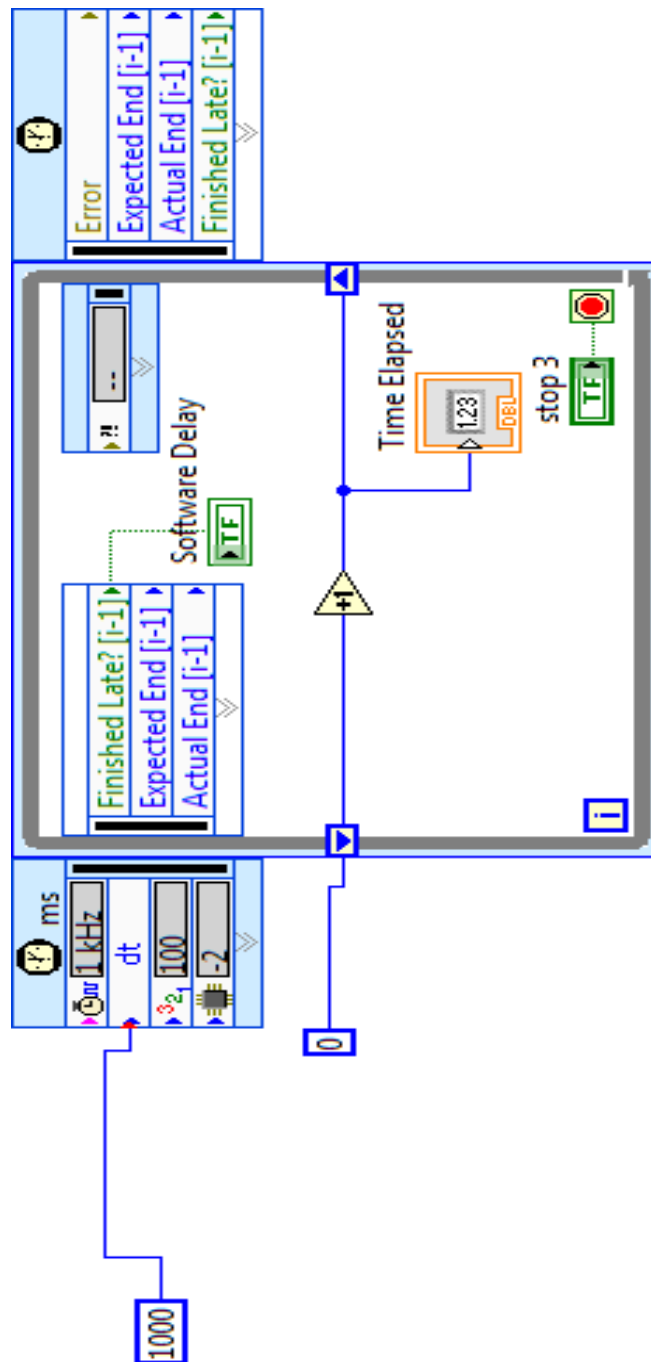 1000
ms
1 kHz
dt
100
-2
0
Finished Late? [i-1]
Expected End [i-1]
Actual End [i-1]
Software Delay
TF
?!
--
+1
Time Elapsed
1.23
DBL
stop 3
TF
i
Error
Expected End [i-1]
Actual End [i-1]
Finished Late? [i-1]